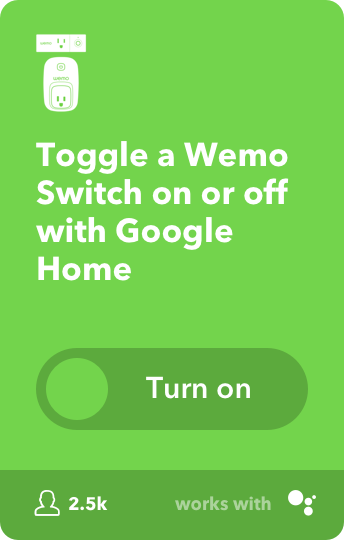 Toggle a Wemo
Switch on or off
with Google
Home
Turn on
2.5k
works with